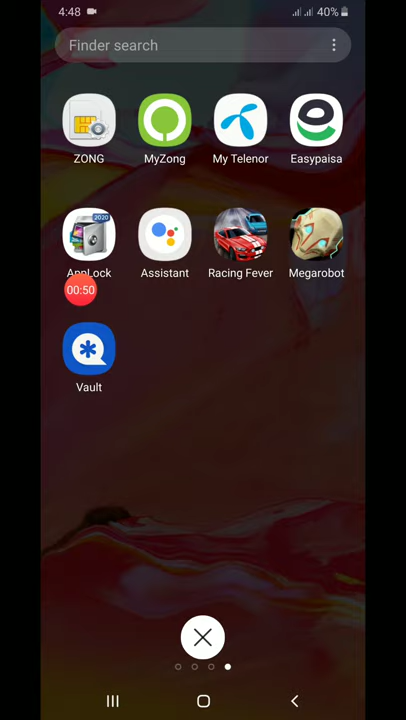 4:48 40%
Finder search
ZONG MyZong My Telenor Easypaisa
2020
AppLock Assistant Racing Fever Megarobot
00:50
Vault